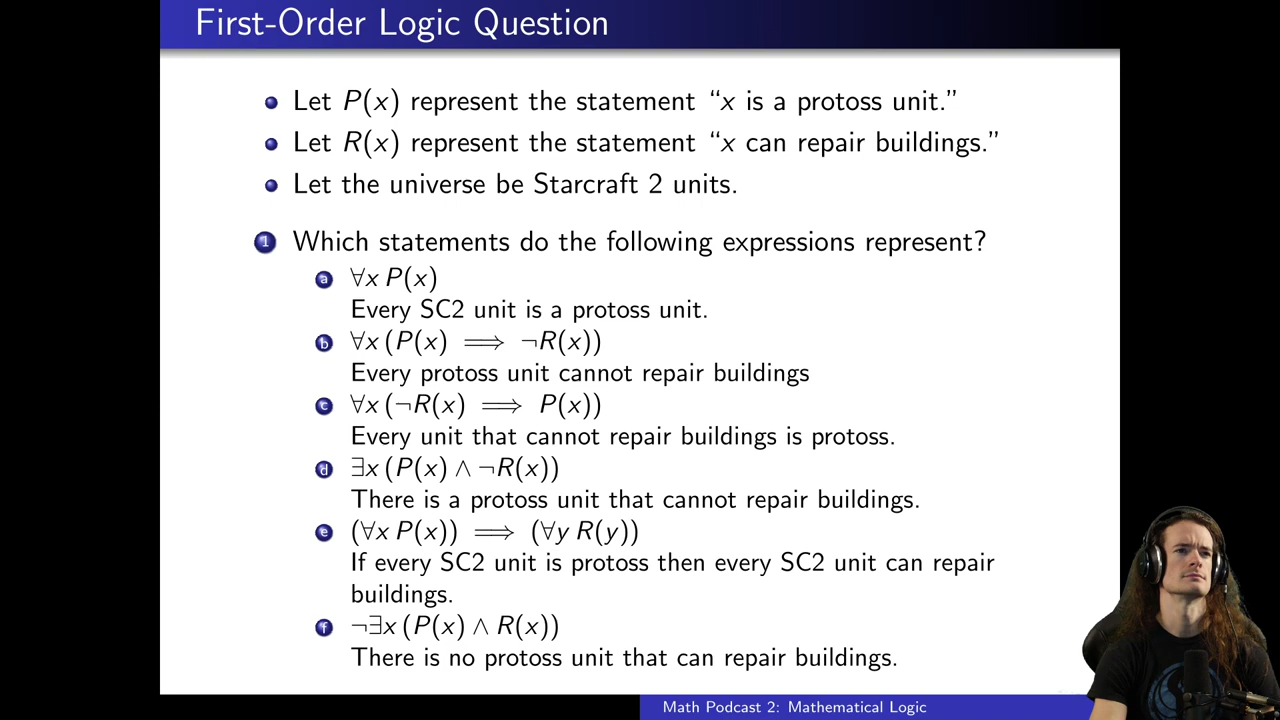 First-Order Logic Question
Let P(x) represent the statement “x is a protoss unit.”
Let R(x) represent the statement “x can repair buildings.”
Let the universe be Starcraft 2 units.
1 Which statements do the following expressions represent?
a ∀x P(x)
Every SC2 unit is a protoss unit.
b ∀x (P(x) ⟹ ¬R(x))
Every protoss unit cannot repair buildings
c ∀x (¬R(x) ⟹ P(x))
Every unit that cannot repair buildings is protoss.
d ∃x (P(x) ∧ ¬R(x))
There is a protoss unit that cannot repair buildings.
e (∀x P(x)) ⟹ (∀y R(y))
If every SC2 unit is protoss then every SC2 unit can repair
buildings.
f ¬∃x (P(x) ∧ R(x))
There is no protoss unit that can repair buildings.
Math Podcast 2: Mathematical Logic